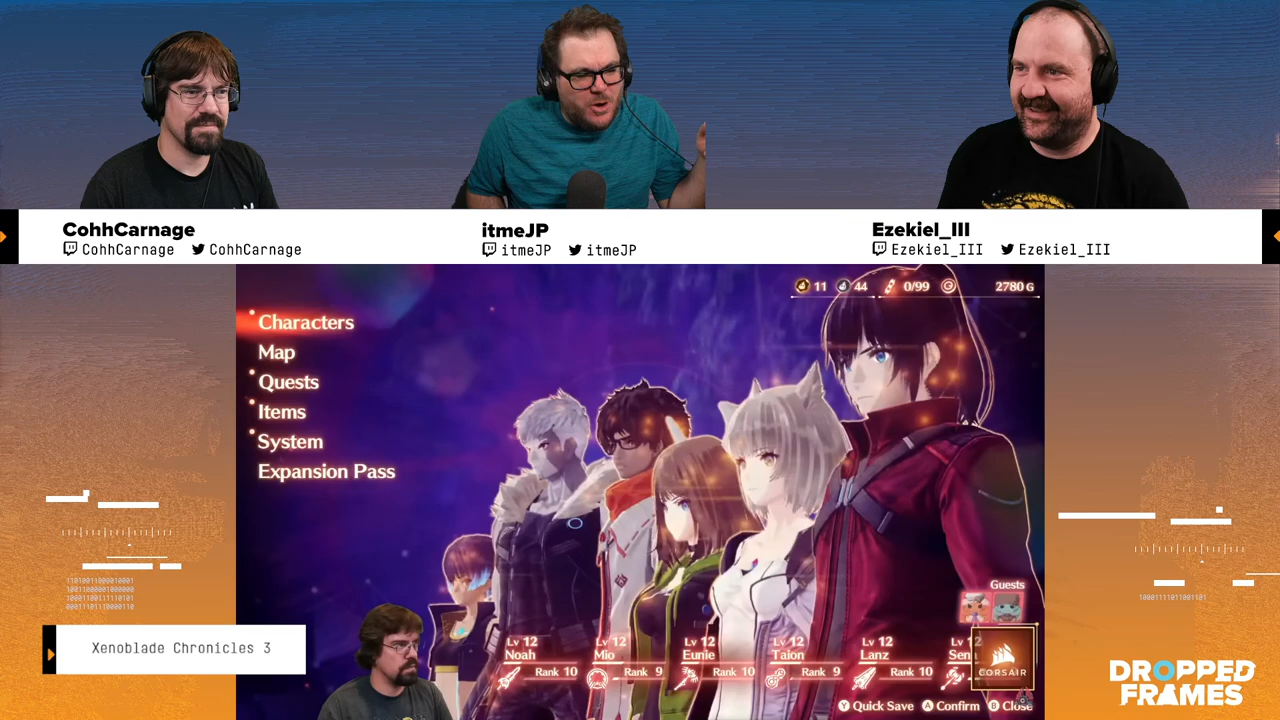 CohhCarnage
CohhCarnage CohhCarnage
itmeJP
itmeJP itmeJP
Ezekiel_III
Ezekiel_III Ezekiel_III
11 44 0/99 2780 G
Characters
Map
Quests
Items
System
Expansion Pass
Guests
Lv 12 Lv 12 Lv 12 Lv 12 Lv 12 Lv 12
Noah Mio Eunie Taion Lanz Sena
Rank 10 Rank 9 Rank 10 Rank 9 Rank 10
CORSAIR
Y Quick Save A Confirm B Close
Xenoblade Chronicles 3
DROPPED
FRAMES